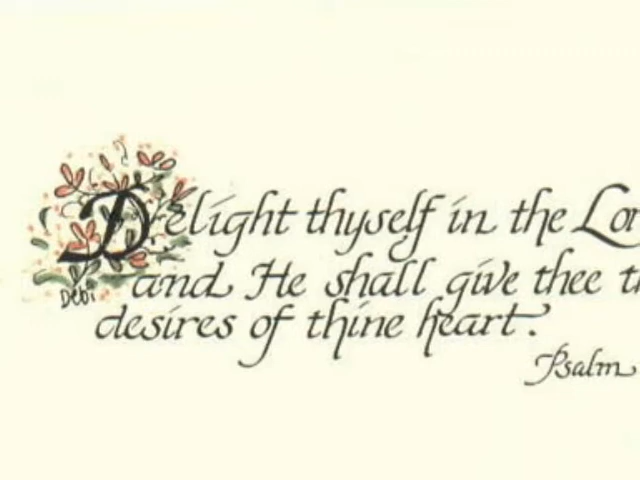 Delight thyself in the Lor
and He shall give thee th
desires of thine heart.
Psalm
Debi